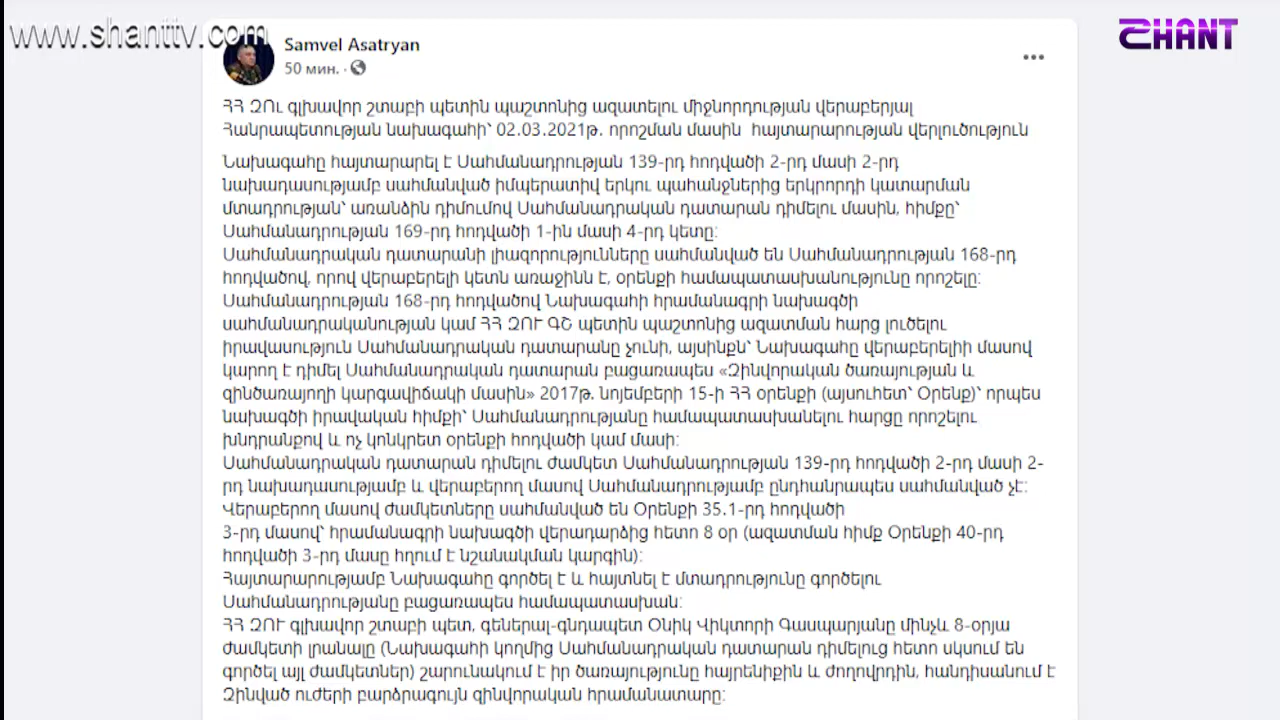 www.shanttv.com
SHANT
Samvel Asatryan
50 мин. ·
ՀՀ ԶՈւ գլխավոր շտաբի պետին պաշտոնից ազատելու միջնորդության վերաբերյալ
Հանրապետության նախագահի՝ 02.03.2021թ. որոշման մասին հայտարարության վերլուծություն
Նախագահը հայտարարել է Սահմանադրության 139-րդ հոդվածի 2-րդ մասի 2-րդ
նախադասությամբ սահմանված իմպերատիվ երկու պահանջներից երկրորդի կատարման
մտադրության՝ առանձին դիմումով Սահմանադրական դատարան դիմելու մասին, հիմքը՝
Սահմանադրության 169-րդ հոդվածի 1-ին մասի 4-րդ կետը։
Սահմանադրական դատարանի լիազորությունները սահմանված են Սահմանադրության 168-րդ
հոդվածով, որով վերաբերելի կետն առաջինն է, օրենքի համապատասխանությունը որոշելը։
Սահմանադրության 168-րդ հոդվածով Նախագահի հրամանագրի նախագծի
սահմանադրականության կամ ՀՀ ԶՈՒ ԳՇ պետին պաշտոնից ազատման հարց լուծելու
իրավասություն Սահմանադրական դատարանը չունի, այսինքն՝ Նախագահը վերաբերելիի մասով
կարող է դիմել Սահմանադրական դատարան բացառապես «Զինվորական ծառայության և
զինծառայողի կարգավիճակի մասին» 2017թ. նոյեմբերի 15-ի ՀՀ օրենքի (այսուհետ՝ Օրենք)՝ որպես
նախագծի իրավական հիմքի՝ Սահմանադրությանը համապատասխանելու հարցը որոշելու
խնդրանքով և ոչ կոնկրետ օրենքի հոդվածի կամ մասի։
Սահմանադրական դատարան դիմելու ժամկետ Սահմանադրության 139-րդ հոդվածի 2-րդ մասի 2-
րդ նախադասությամբ և վերաբերող մասով Սահմանադրությամբ ընդհանրապես սահմանված չէ։
Վերաբերող մասով ժամկետները սահմանված են Օրենքի 35.1-րդ հոդվածի
3-րդ մասով՝ հրամանագրի նախագծի վերադարձից հետո 8 օր (ազատման հիմք Օրենքի 40-րդ
հոդվածի 3-րդ մասը հղում է նշանակման կարգին)։
Հայտարարությամբ Նախագահը գործել է և հայտնել է մտադրությունը գործելու
Սահմանադրությանը բացառապես համապատասխան։
ՀՀ ԶՈՒ գլխավոր շտաբի պետ, գեներալ-գնդապետ Օնիկ Վիկտորի Գասպարյանը մինչև 8-օրյա
ժամկետի լրանալը (Նախագահի կողմից Սահմանադրական դատարան դիմելուց հետո սկսում են
գործել այլ ժամկետներ) շարունակում է իր ծառայությունը հայրենիքին և ժողովրդին, հանդիսանում է
Զինված ուժերի բարձրագույն զինվորական հրամանատարը։